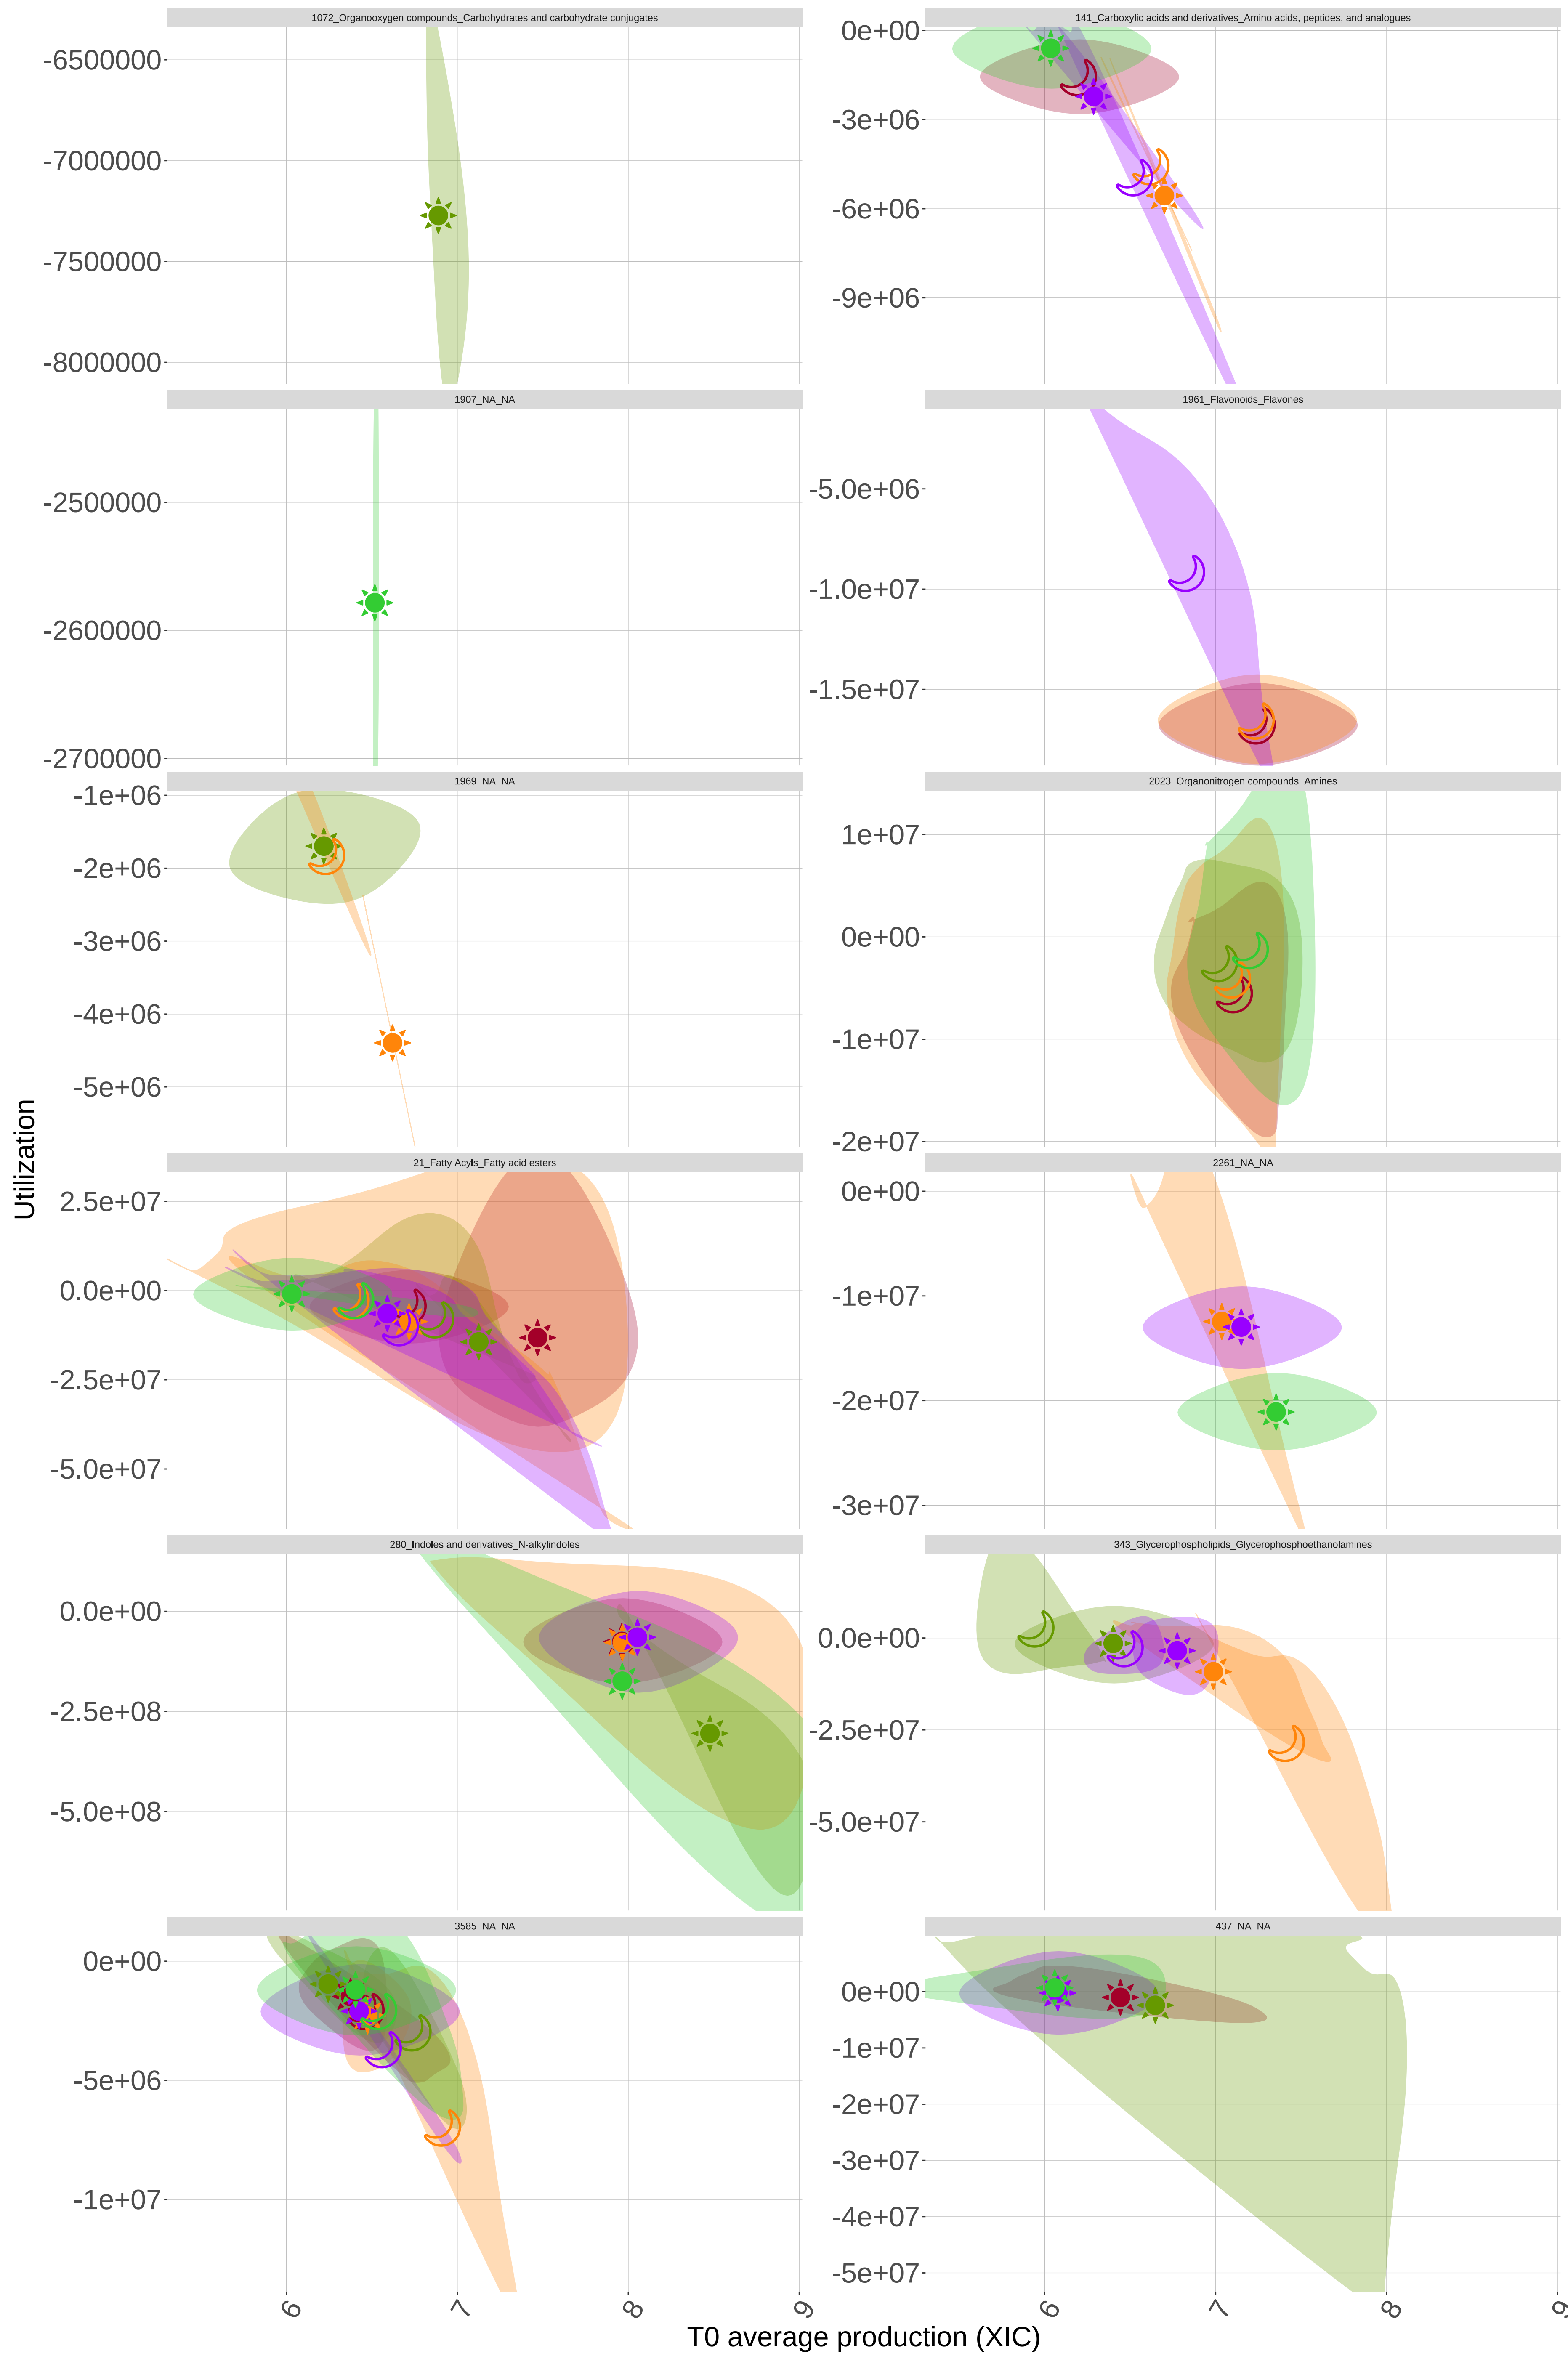 1072_Organooxygen compounds_Carbohydrates and carbohydrate conjugates
-6500000
-7000000
-7500000
-8000000
141_Carboxylic acids and derivatives_Amino acids, peptides, and analogues
0e+00
-3e+06
-6e+06
-9e+06
1907_NA_NA
-2500000
-2600000
-2700000
1961_Flavonoids_Flavones
-5.0e+06
-1.0e+07
-1.5e+07
1969_NA_NA
-1e+06
-2e+06
-3e+06
-4e+06
-5e+06
2023_Organonitrogen compounds_Amines
1e+07
0e+00
-1e+07
-2e+07
Utilization
21_Fatty Acyls_Fatty acid esters
2.5e+07
0.0e+00
-2.5e+07
-5.0e+07
2261_NA_NA
0e+00
-1e+07
-2e+07
-3e+07
280_Indoles and derivatives_N-alkylindoles
0.0e+00
-2.5e+08
-5.0e+08
343_Glycerophospholipids_Glycerophosphoethanolamines
0.0e+00
-2.5e+07
-5.0e+07
3585_NA_NA
0e+00
-5e+06
-1e+07
437_NA_NA
0e+00
-1e+07
-2e+07
-3e+07
-4e+07
-5e+07
6 7 8 9
6 7 8 9
T0 average production (XIC)